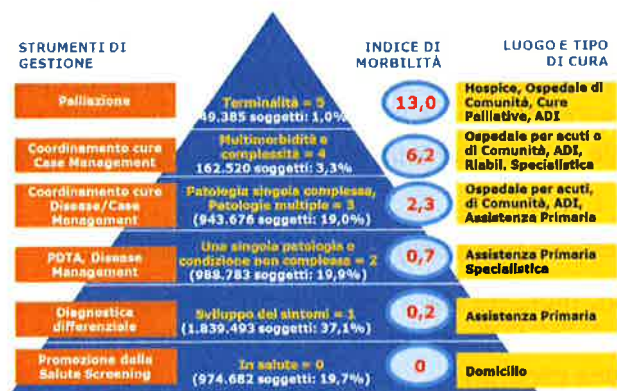 STRUMENTI DI
GESTIONE
INDICE DI
MORBILITÀ
LUOGO E TIPO
DI CURA
Palliazione
Terminalità = 5
49.385 soggetti: 1,0%)
13,0
Hospice, Ospedale di
Comunità, Cure
Palliative, ADI
Coordinamento cure
Case Management
Multimorbidità e
complessità = 4
162.520 soggetti: 3,3%)
6,2
Ospedale per acuti o
di Comunità, ADI,
Riabil, Specialistica
Coordinamento cure
Disease/Case
Management
Patologia singola complessa,
Patologie multiple = 3
(943.676 soggetti: 19,0%)
2,3
Ospedale per acuti,
di Comunità, ADI,
Assistenza Primaria
PDTA, Disease
Management
Una singola patologia o
condizione non complessa = 2
(988.783 soggetti: 19,9%)
0,7
Assistenza Primaria
Specialistica
Diagnostica
differenziale
Sviluppo dei sintomi = 1
(1.839.493 soggetti: 37,1%)
0,2
Assistenza Primaria
Promozione dalla
Salute Screening
In salute = 0
(974.682 soggetti: 19,7%)
0
Domicilio